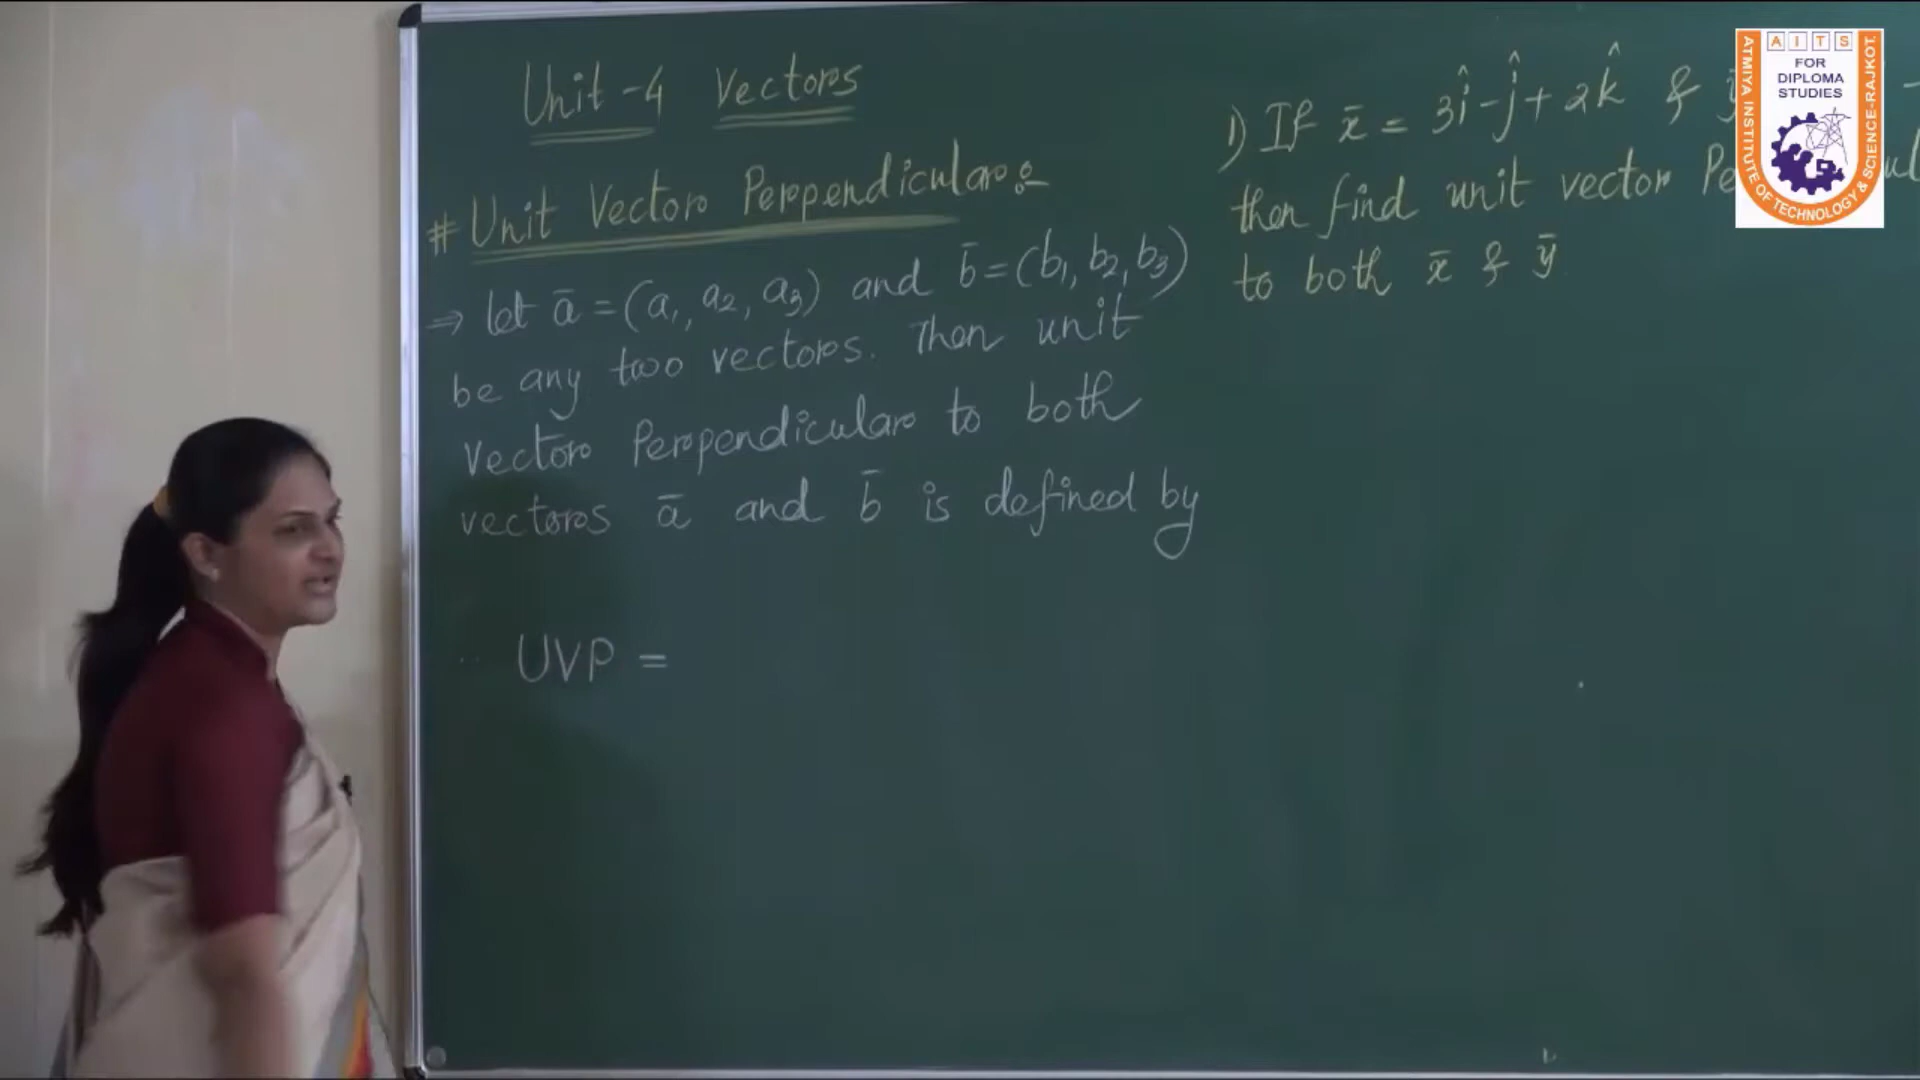 Unit-4 Vectors
# Unit Vector Perpendicular:-
⇒ let a̅ = (a₁, a₂, a₃) and b̅ = (b₁, b₂, b₃)
be any two vectors. Then unit
vector Perpendicular to both
vectors a̅ and b̅ is defined by
UVP =
1) If x̅ = 3î - ĵ + 2k̂ &
then find unit vector
to both x̅ & y̅
AITS
FOR
DIPLOMA
STUDIES
ATMIYA INSTITUTE OF TECHNOLOGY & SCIENCE-RAJKOT.